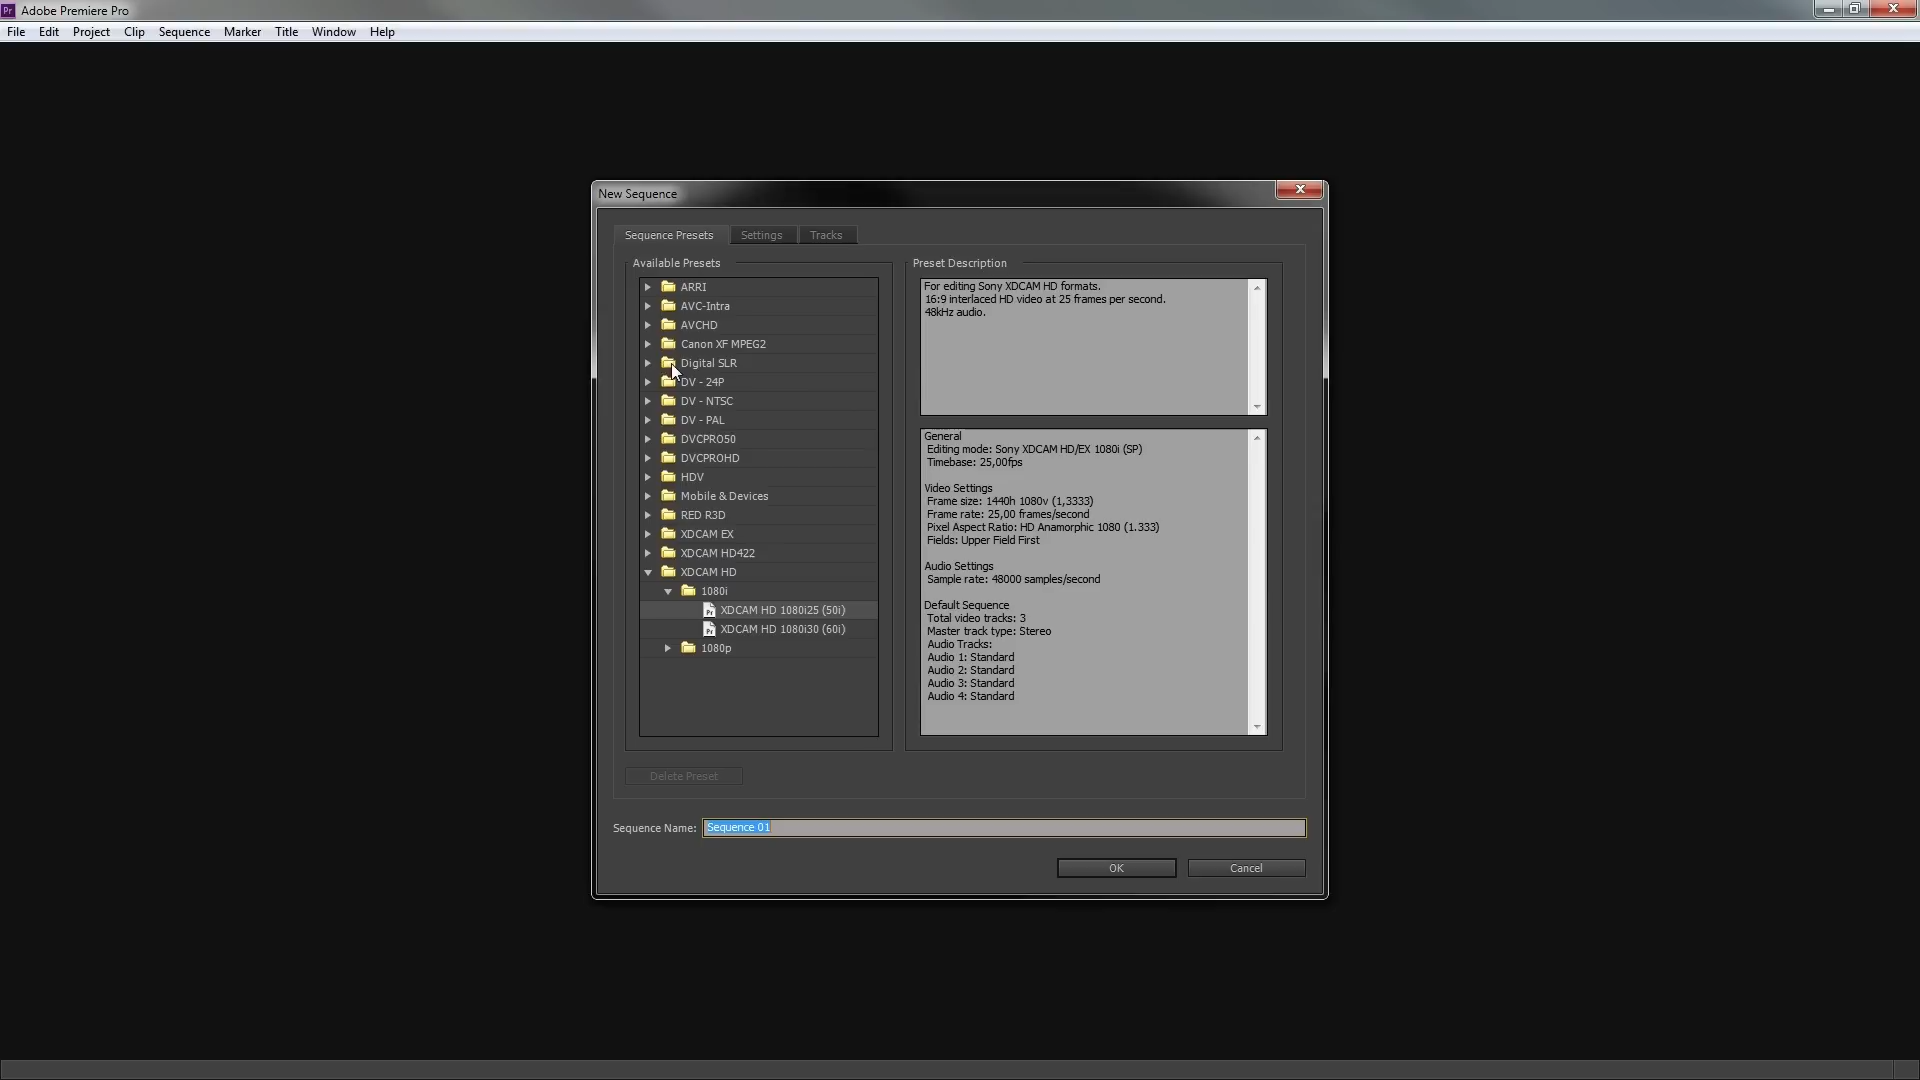 Pr Adobe Premiere Pro
File Edit Project Clip Sequence Marker Title Window Help
New Sequence
Sequence Presets Settings Tracks
Available Presets
ARRI
AVC-Intra
AVCHD
Canon XF MPEG2
Digital SLR
DV - 24P
DV - NTSC
DV - PAL
DVCPRO50
DVCPROHD
HDV
Mobile & Devices
RED R3D
XDCAM EX
XDCAM HD422
XDCAM HD
1080i
Pr XDCAM HD 1080i25 (50i)
Pr XDCAM HD 1080i30 (60i)
1080p
Preset Description
For editing Sony XDCAM HD formats.
16:9 interlaced HD video at 25 frames per second.
48kHz audio.
General
Editing mode: Sony XDCAM HD/EX 1080i (SP)
Timebase: 25,00fps
Video Settings
Frame size: 1440h 1080v (1,3333)
Frame rate: 25,00 frames/second
Pixel Aspect Ratio: HD Anamorphic 1080 (1.333)
Fields: Upper Field First
Audio Settings
Sample rate: 48000 samples/second
Default Sequence
Total video tracks: 3
Master track type: Stereo
Audio Tracks:
Audio 1: Standard
Audio 2: Standard
Audio 3: Standard
Audio 4: Standard
Delete Preset
Sequence Name: Sequence 01
OK Cancel